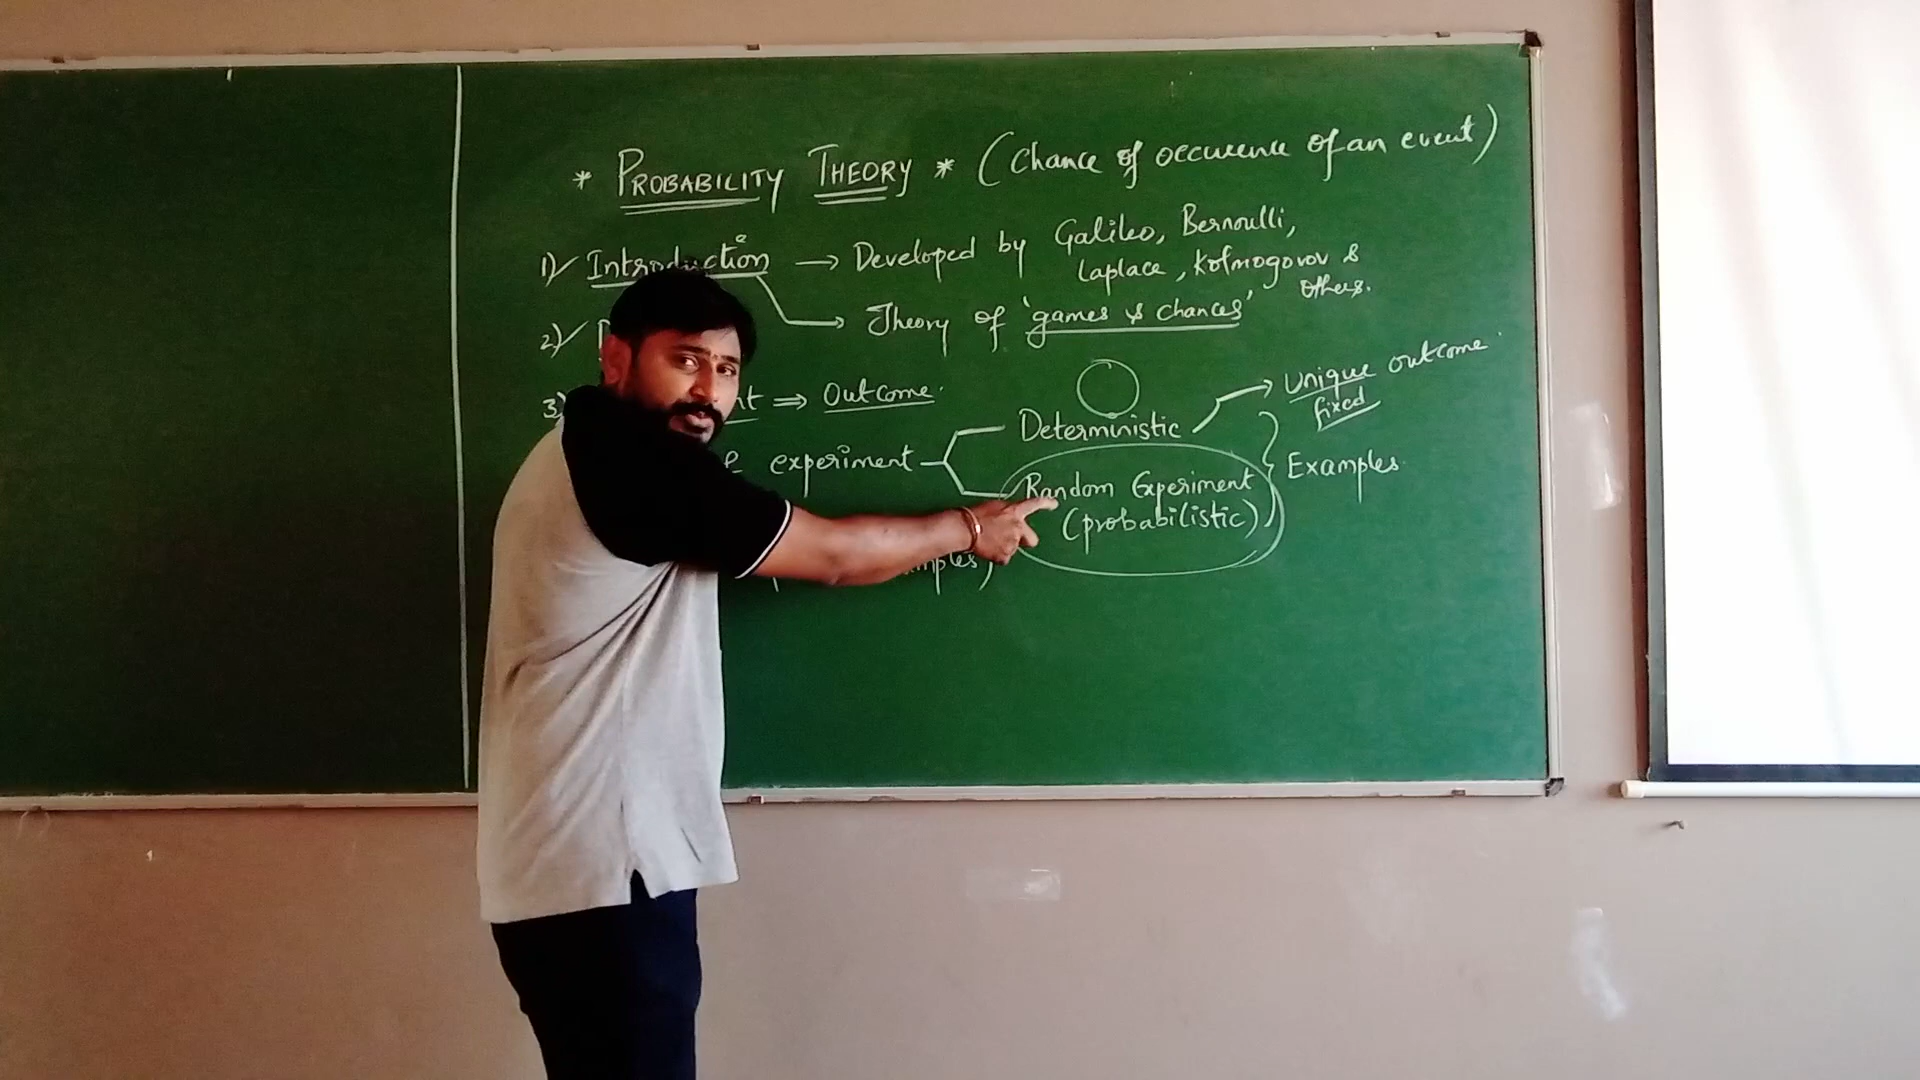 * PROBABILITY THEORY * (Chance of occurence of an event)
1) Introduction → Developed by Galileo, Bernoulli,
Laplace, Kolmogorov &
others.
→ Theory of 'games & chances'
2)
3) ⇒ Outcome.
Deterministic → Unique outcome
fixed
experiment
Random Experiment
(probabilistic)
Examples